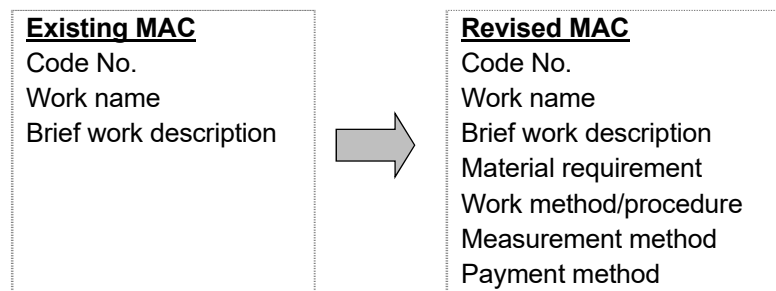 Existing MAC
Code No.
Work name
Brief work description
Revised MAC
Code No.
Work name
Brief work description
Material requirement
Work method/procedure
Measurement method
Payment method